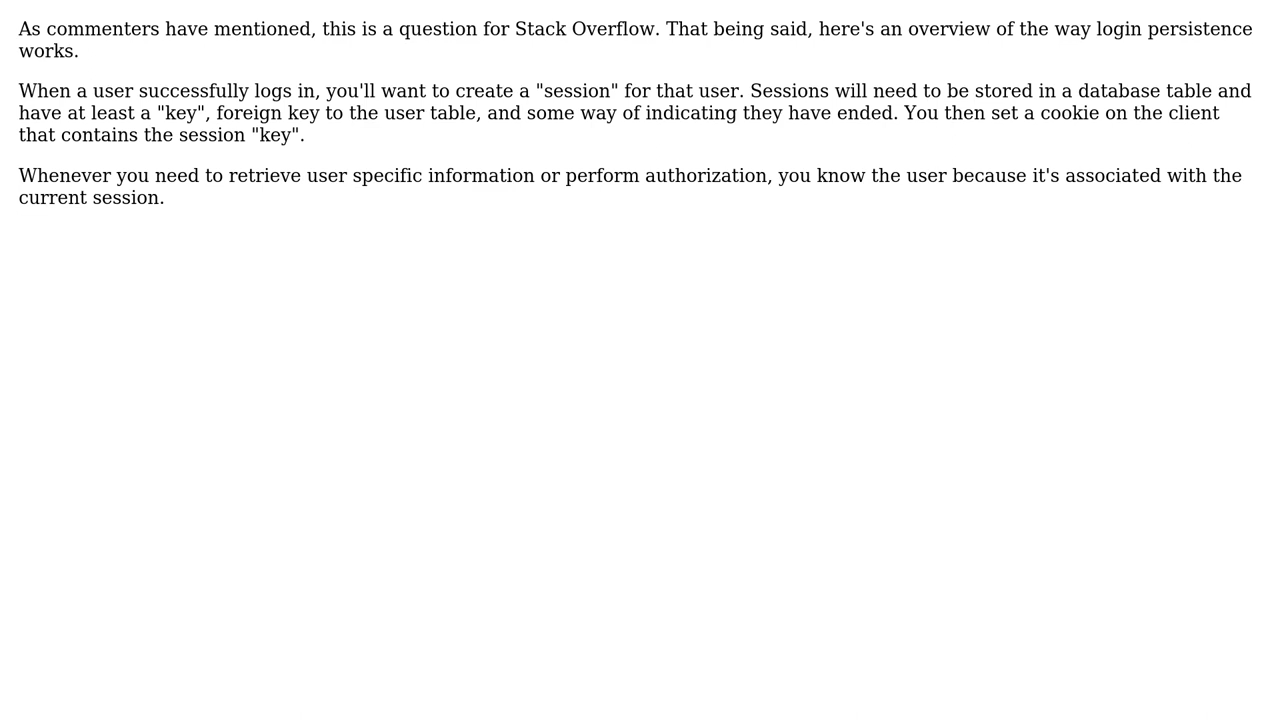 As commenters have mentioned, this is a question for Stack Overflow. That being said, here's an overview of the way login persistence
works.
When a user successfully logs in, you'll want to create a "session" for that user. Sessions will need to be stored in a database table and
have at least a "key", foreign key to the user table, and some way of indicating they have ended. You then set a cookie on the client
that contains the session "key".
Whenever you need to retrieve user specific information or perform authorization, you know the user because it's associated with the
current session.